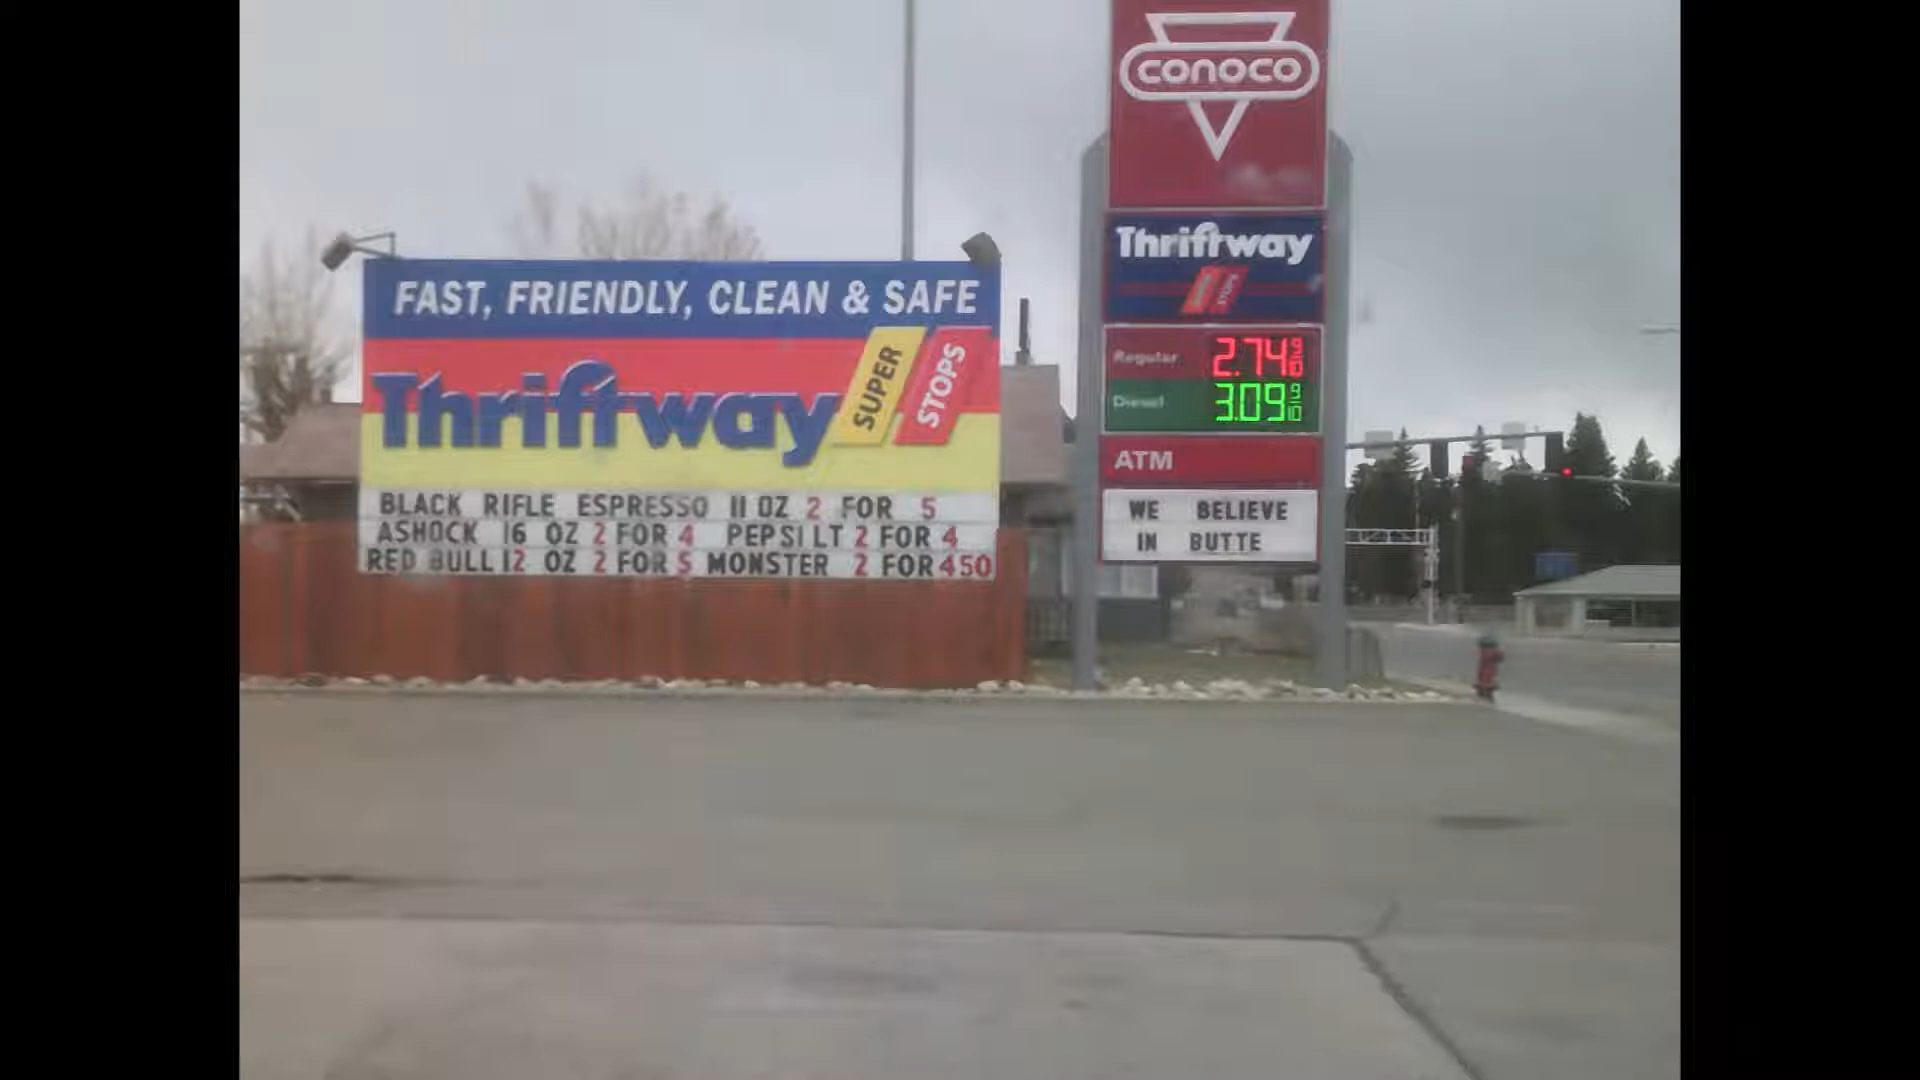 FAST, FRIENDLY, CLEAN & SAFE
Thriftway SUPER STOPS
BLACK RIFLE ESPRESSO 11 OZ 2 FOR 5
ASHOCK 16 OZ 2 FOR 4 PEPSI LT 2 FOR 4
RED BULL 12 OZ 2 FOR 5 MONSTER 2 FOR 450
conoco
Thriftway
STOPS
Regular 2.74 9/10
Diesel 3.09 9/10
ATM
WE BELIEVE
IN BUTTE